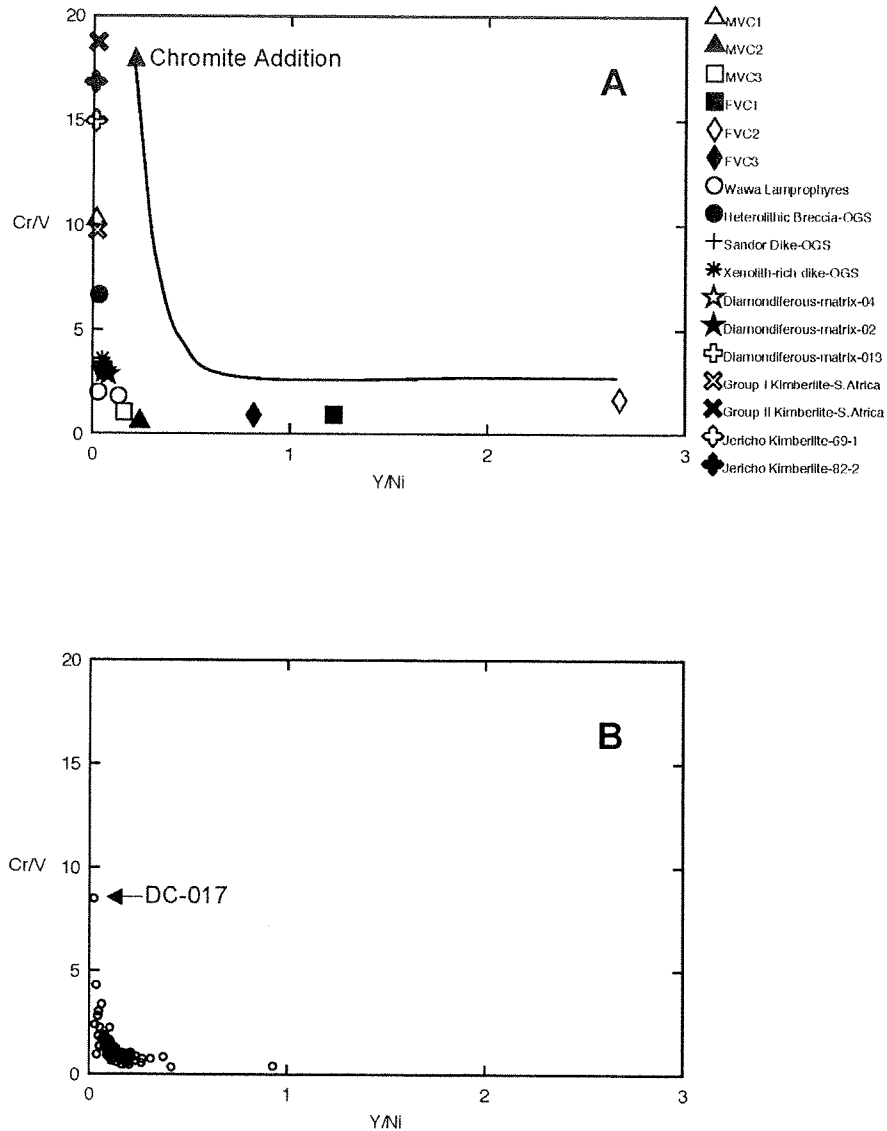 20
15
Cr/V
10
5
0
0
1
2
3
Y/Ni
Chromite Addition
A
MVC1
MVC2
MVC3
FVC1
FVC2
FVC3
Wawa Lamprophyres
Heterolithic Breccia-OGS
Sandor Dike-OGS
Xenolith-rich dike-OGS
Diamondiferous-matrix-04
Diamondiferous-matrix-02
Diamondiferous-matrix-013
Group I Kimberlite-S.Africa
Group II Kimberlite-S.Africa
Jericho Kimberlite-69-1
Jericho Kimberlite-82-2
20
B
15
Cr/V
10
DC-017
5
0
0
1
2
3
Y/Ni